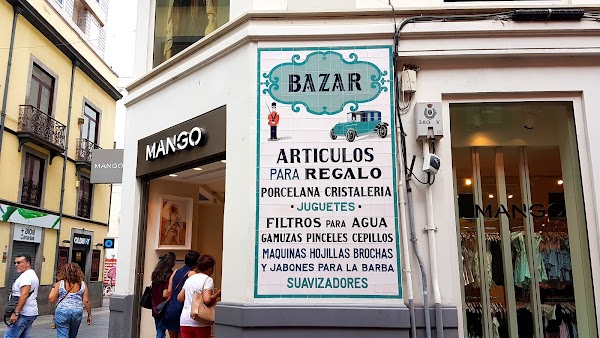 BAZAR
ARTICULOS
PARA REGALO
PORCELANA CRISTALERIA
· JUGUETES ·
FILTROS PARA AGUA
GAMUZAS PINCELES CEPILLOS
MAQUINAS HOJILLAS BROCHAS
Y JABONES PARA LA BARBA
SUAVIZADORES
MANGO
MANGO
MANGO